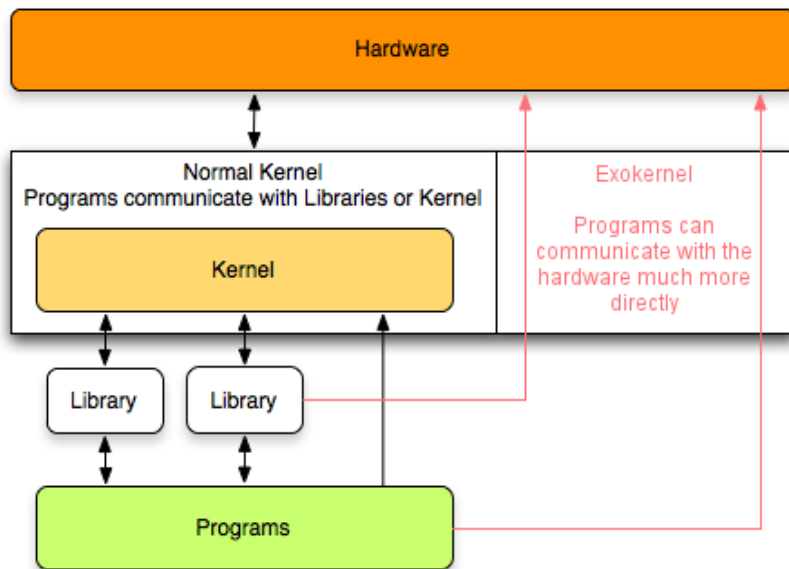 Hardware
Normal Kernel
Programs communicate with Libraries or Kernel
Kernel
Exokernel
Programs can
communicate with the
hardware much more
directly
Library
Library
Programs